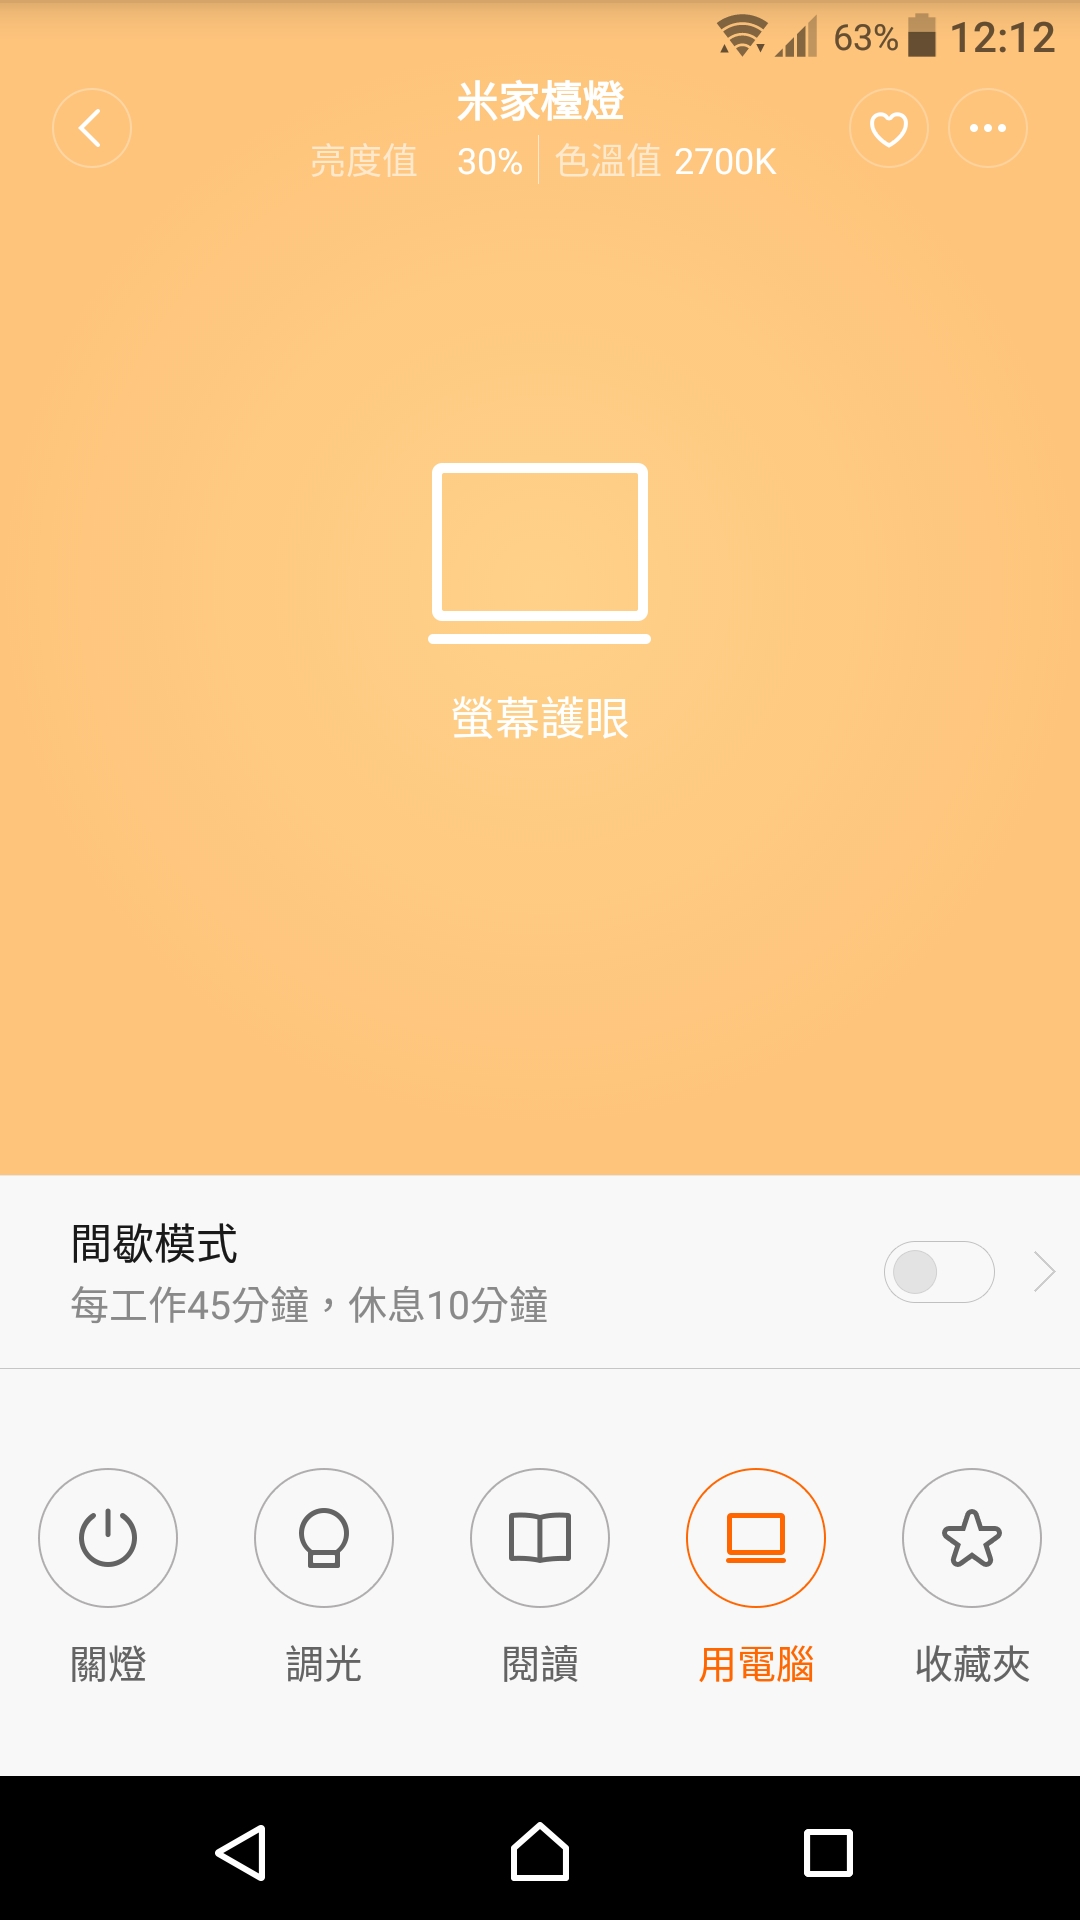 63% 12:12
米家檯燈
亮度值 30% 色溫值 2700K
螢幕護眼
間歇模式
每工作45分鐘，休息10分鐘
關燈 調光 閱讀 用電腦 收藏夾